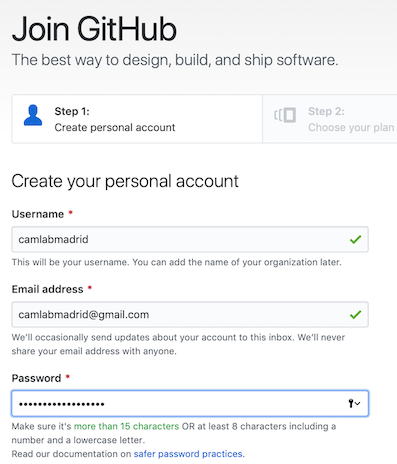 Join GitHub
The best way to design, build, and ship software.
Step 1:
Create personal account
Step 2:
Choose your plan
Create your personal account
Username *
camlabmadrid
This will be your username. You can add the name of your organization later.
Email address *
camlabmadrid@gmail.com
We'll occasionally send updates about your account to this inbox. We'll never
share your email address with anyone.
Password *
••••••••••••••••••
Make sure it's more than 15 characters OR at least 8 characters including a
number and a lowercase letter.
Read our documentation on safer password practices.